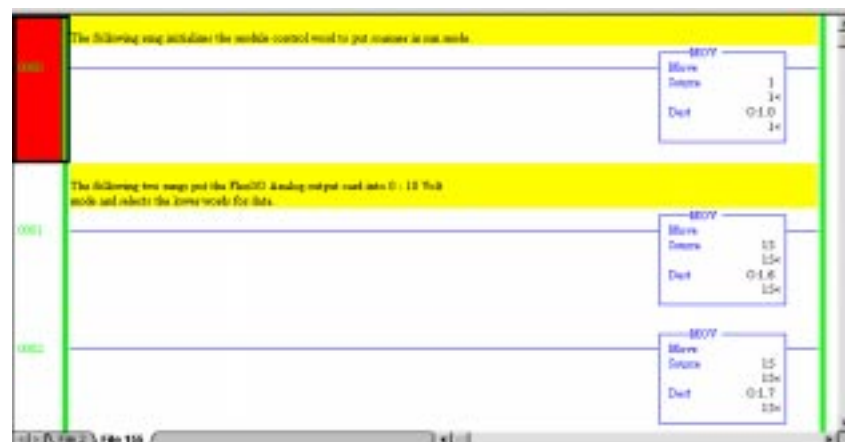 The following rung initializes the module control word to put scanner in run mode.
0000
MOV
Move
Source 1
1<
Dest O:1.0
1<
The following two rungs put the Flex I/O Analog output card into 0 - 10 Volt
mode and selects the lower words for data.
0001
MOV
Move
Source 15
15<
Dest O:1.6
15<
0002
MOV
Move
Source 15
15<
Dest O:1.7
15<